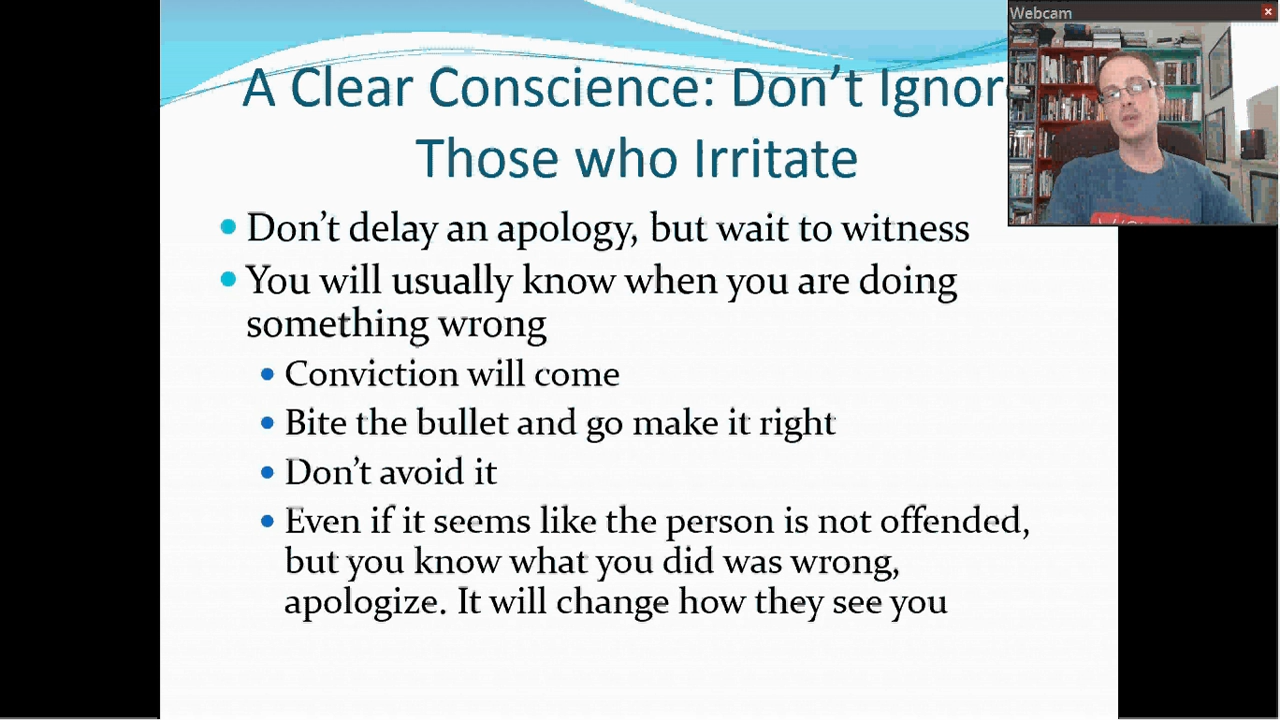 Webcam
A Clear Conscience: Don't Ignor
Those who Irritate
Don't delay an apology, but wait to witness
You will usually know when you are doing
something wrong
Conviction will come
Bite the bullet and go make it right
Don't avoid it
Even if it seems like the person is not offended,
but you know what you did was wrong,
apologize. It will change how they see you